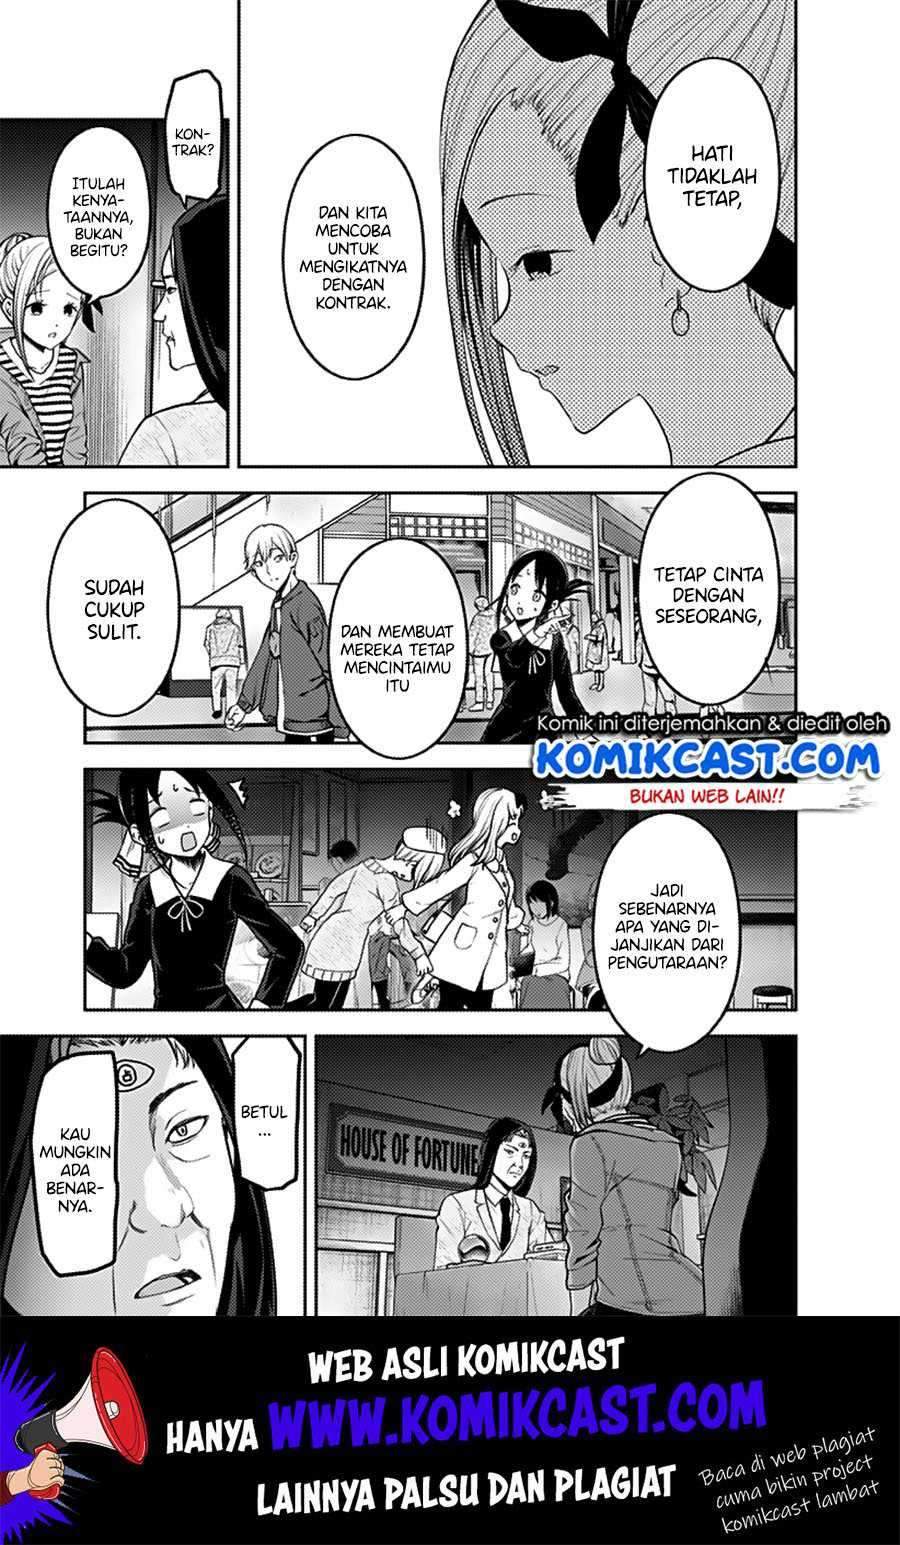 HATI
TIDAKLAH
TETAP,
DAN KITA
MENCOBA
UNTUK
MENGIKATNYA
DENGAN
KONTRAK.
KON-
TRAK?
ITULAH
KENYA-
TAANNYA,
BUKAN
BEGITU?
TETAP CINTA
DENGAN
SESEORANG,
DAN MEMBUAT
MEREKA TETAP
MENCINTAIMU
ITU
SUDAH
CUKUP
SULIT.
Komik ini diterjemahkan & diedit oleh
KOMIKCAST.COM
BUKAN WEB LAIN!!
JADI
SEBENARNYA
APA YANG DI-
JANJIKAN DARI
PENGUTARAAN?
HOUSE OF FORTUNE
BETUL
...
KAU
MUNGKIN
ADA
BENAR-
NYA.
WEB ASLI KOMIKCAST
HANYA WWW.KOMIKCAST.COM
LAINNYA PALSU DAN PLAGIAT
Baca di web plagiat
cuma bikin project
komikcast lambat